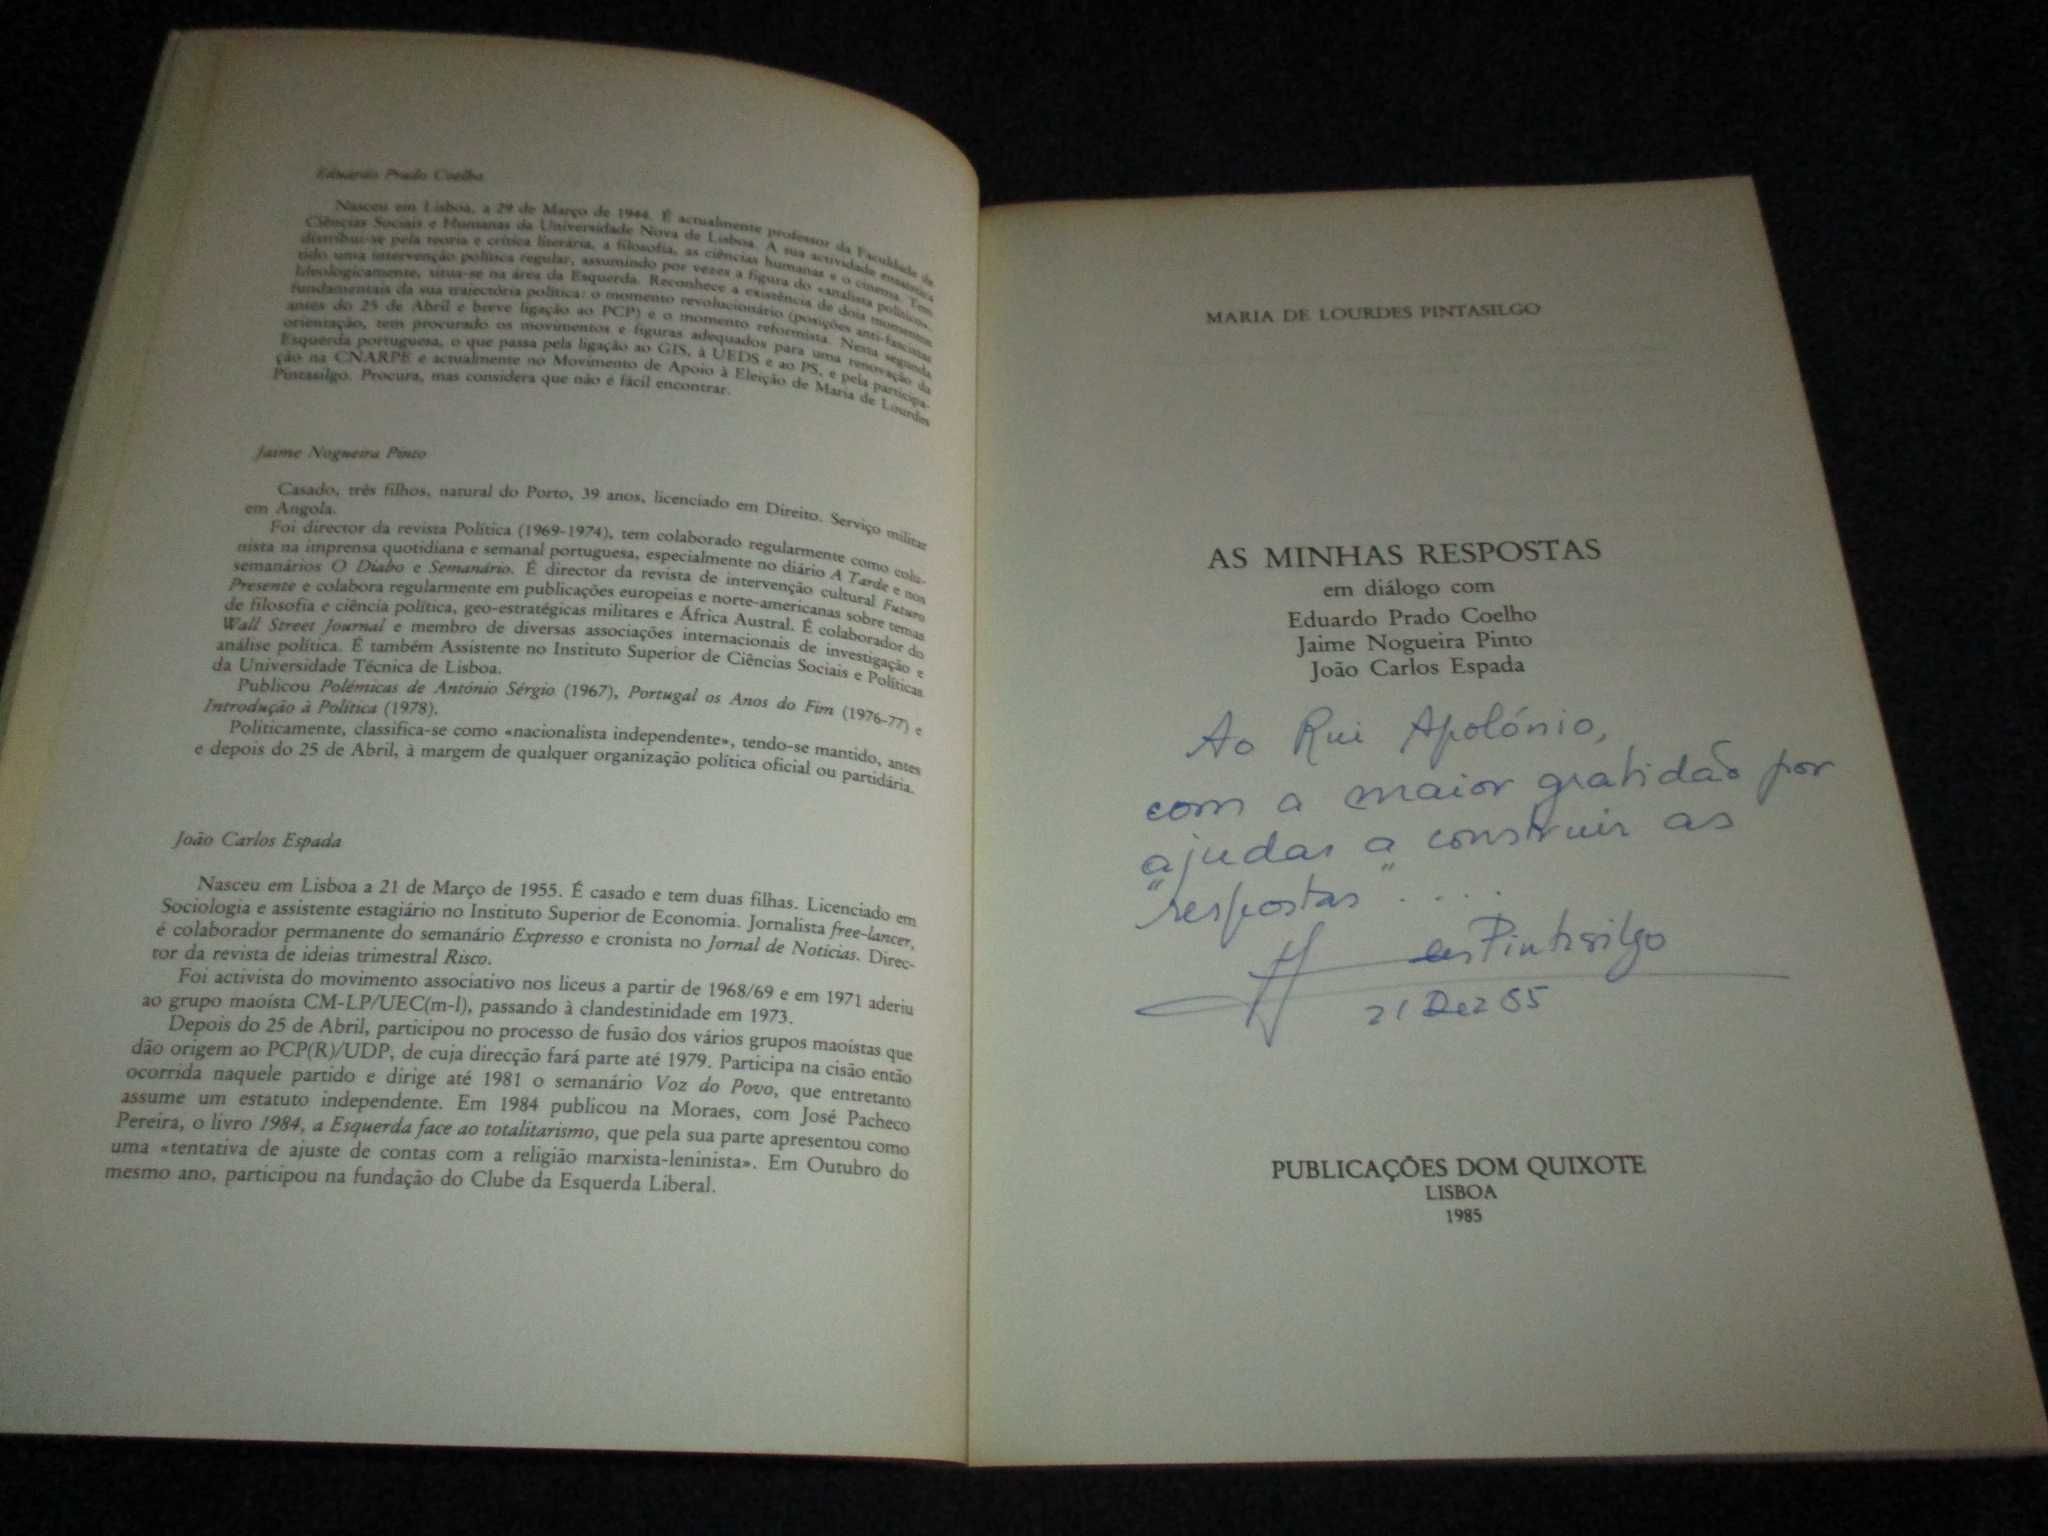 Eduardo Prado Coelho
Nasceu em Lisboa, a 29 de Março de 1944. É actualmente professor da Faculdade de
Ciências Sociais e Humanas da Universidade Nova de Lisboa. A sua actividade ensaística
distribui-se pela teoria e crítica literária, a filosofia, as ciências humanas e o cinema. Tem
tido uma intervenção política regular, assumindo por vezes a figura do «analista político».
Ideologicamente, situa-se na área da Esquerda. Reconhece a existência de dois momentos
fundamentais da sua trajectória política: o momento revolucionário (posições anti-fascistas
antes do 25 de Abril e breve ligação ao PCP) e o momento reformista. Nesta segunda
orientação, tem procurado os movimentos e figuras adequados para uma renovação da
Esquerda portuguesa, o que passa pela ligação ao GIS, à UEDS e ao PS, e pela participa-
ção na CNARPE e actualmente no Movimento de Apoio à Eleição de Maria de Lourdes
Pintasilgo. Procura, mas considera que não é fácil encontrar.
Jaime Nogueira Pinto
Casado, três filhos, natural do Porto, 39 anos, licenciado em Direito. Serviço militar
em Angola.
Foi director da revista Política (1969-1974), tem colaborado regularmente como colu-
nista na imprensa quotidiana e semanal portuguesa, especialmente no diário A Tarde e nos
semanários O Diabo e Semanário. É director da revista de intervenção cultural Futuro
Presente e colabora regularmente em publicações europeias e norte-americanas sobre temas
de filosofia e ciência política, geo-estratégicas militares e África Austral. É colaborador do
Wall Street Journal e membro de diversas associações internacionais de investigação e
análise política. É também Assistente no Instituto Superior de Ciências Sociais e Políticas
da Universidade Técnica de Lisboa.
Publicou Polémicas de António Sérgio (1967), Portugal os Anos do Fim (1976-77) e
Introdução à Política (1978).
Politicamente, classifica-se como «nacionalista independente», tendo-se mantido, antes
e depois do 25 de Abril, à margem de qualquer organização política oficial ou partidária.
João Carlos Espada
Nasceu em Lisboa a 21 de Março de 1955. É casado e tem duas filhas. Licenciado em
Sociologia e assistente estagiário no Instituto Superior de Economia. Jornalista free-lancer,
é colaborador permanente do semanário Expresso e cronista no Jornal de Notícias. Direc-
tor da revista de ideias trimestral Risco.
Foi activista do movimento associativo nos liceus a partir de 1968/69 e em 1971 aderiu
ao grupo maoísta CM-LP/UEC(m-l), passando à clandestinidade em 1973.
Depois do 25 de Abril, participou no processo de fusão dos vários grupos maoístas que
dão origem ao PCP(R)/UDP, de cuja direcção fará parte até 1979. Participa na cisão então
ocorrida naquele partido e dirige até 1981 o semanário Voz do Povo, que entretanto
assume um estatuto independente. Em 1984 publicou na Moraes, com José Pacheco
Pereira, o livro 1984, a Esquerda face ao totalitarismo, que pela sua parte apresentou como
uma «tentativa de ajuste de contas com a religião marxista-leninista». Em Outubro do
mesmo ano, participou na fundação do Clube da Esquerda Liberal.
MARIA DE LOURDES PINTASILGO
AS MINHAS RESPOSTAS
em diálogo com
Eduardo Prado Coelho
Jaime Nogueira Pinto
João Carlos Espada
Ao Rui Apolónio,
com a maior gratidão por
ajudar a construir as
"respostas" ....
Pintasilgo
21 Dez 85
PUBLICAÇÕES DOM QUIXOTE
LISBOA
1985